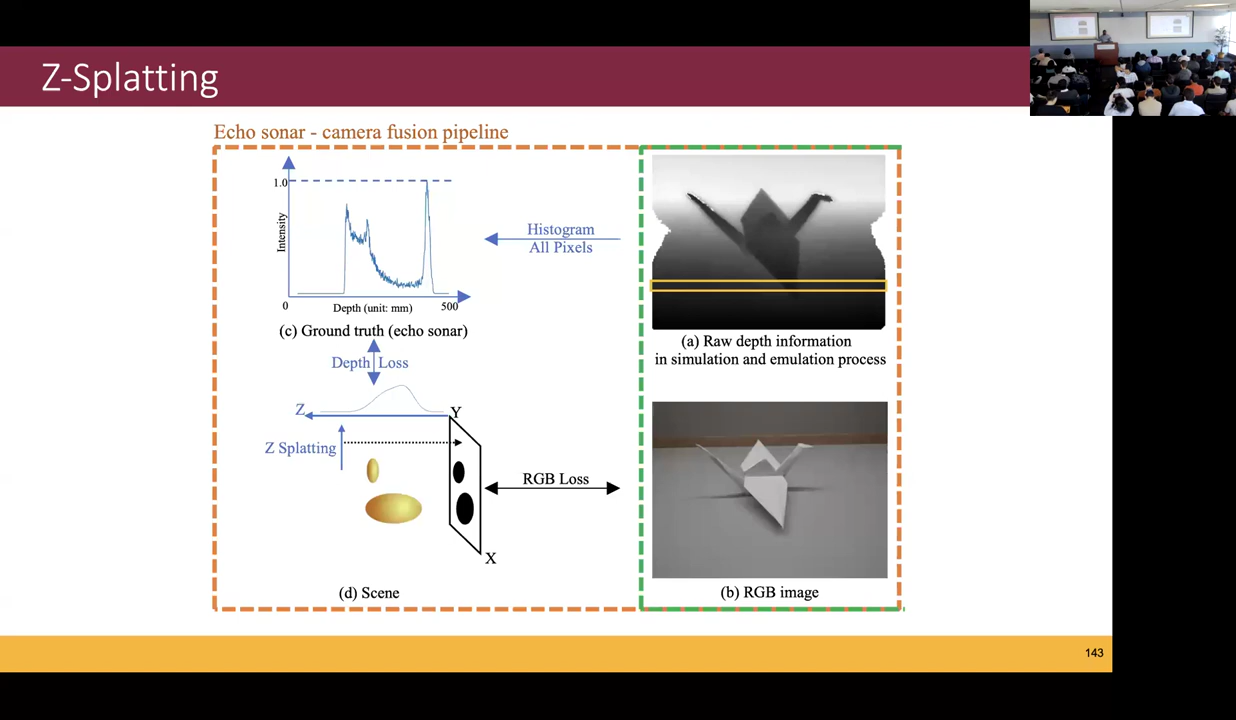 Z-Splatting
Echo sonar - camera fusion pipeline
1.0
Intensity
0
Depth (unit: mm)
500
(c) Ground truth (echo sonar)
Histogram
All Pixels
(a) Raw depth information
in simulation and emulation process
Depth Loss
Z
Y
Z Splatting
RGB Loss
X
(d) Scene
(b) RGB image
143